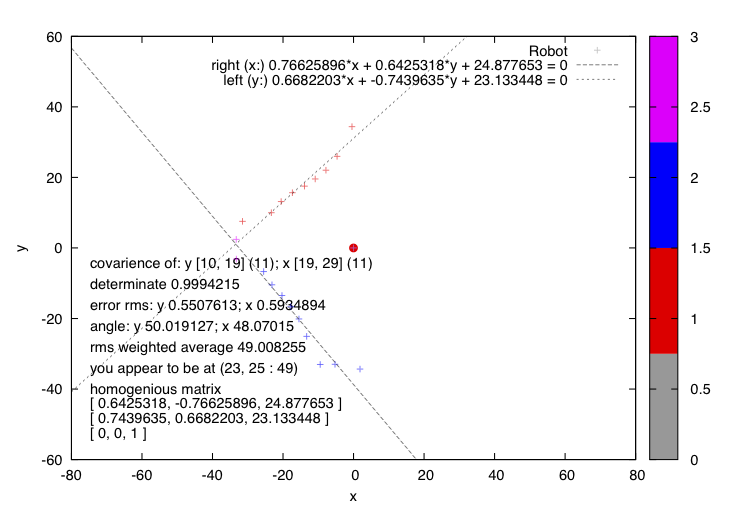 60
40
20
0
-20
-40
-60
-80
-60
-40
-20
0
20
40
60
80
x
y
Robot
right (x:) 0.76625896*x + 0.6425318*y + 24.877653 = 0
left (y:) 0.6682203*x + -0.7439635*y + 23.133448 = 0
covarience of: y [10, 19] (11); x [19, 29] (11)
determinate 0.9994215
error rms: y 0.5507613; x 0.5934894
angle: y 50.019127; x 48.07015
rms weighted average 49.008255
you appear to be at (23, 25 : 49)
homogenious matrix
[ 0.6425318, -0.76625896, 24.877653 ]
[ 0.7439635, 0.6682203, 23.133448 ]
[ 0, 0, 1 ]
3
2.5
2
1.5
1
0.5
0